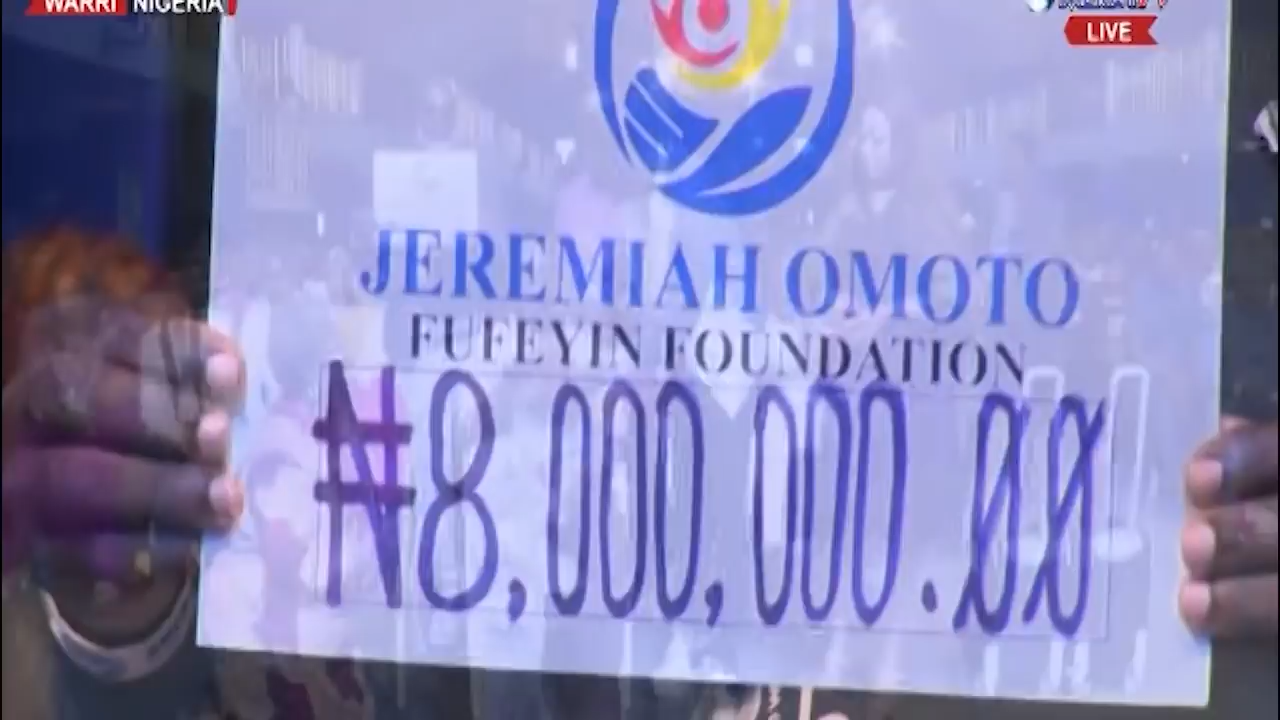 WARRI NIGERIA
LIVE
JEREMIAH OMOTO
FUFEYIN FOUNDATION
₦8,000,000.00